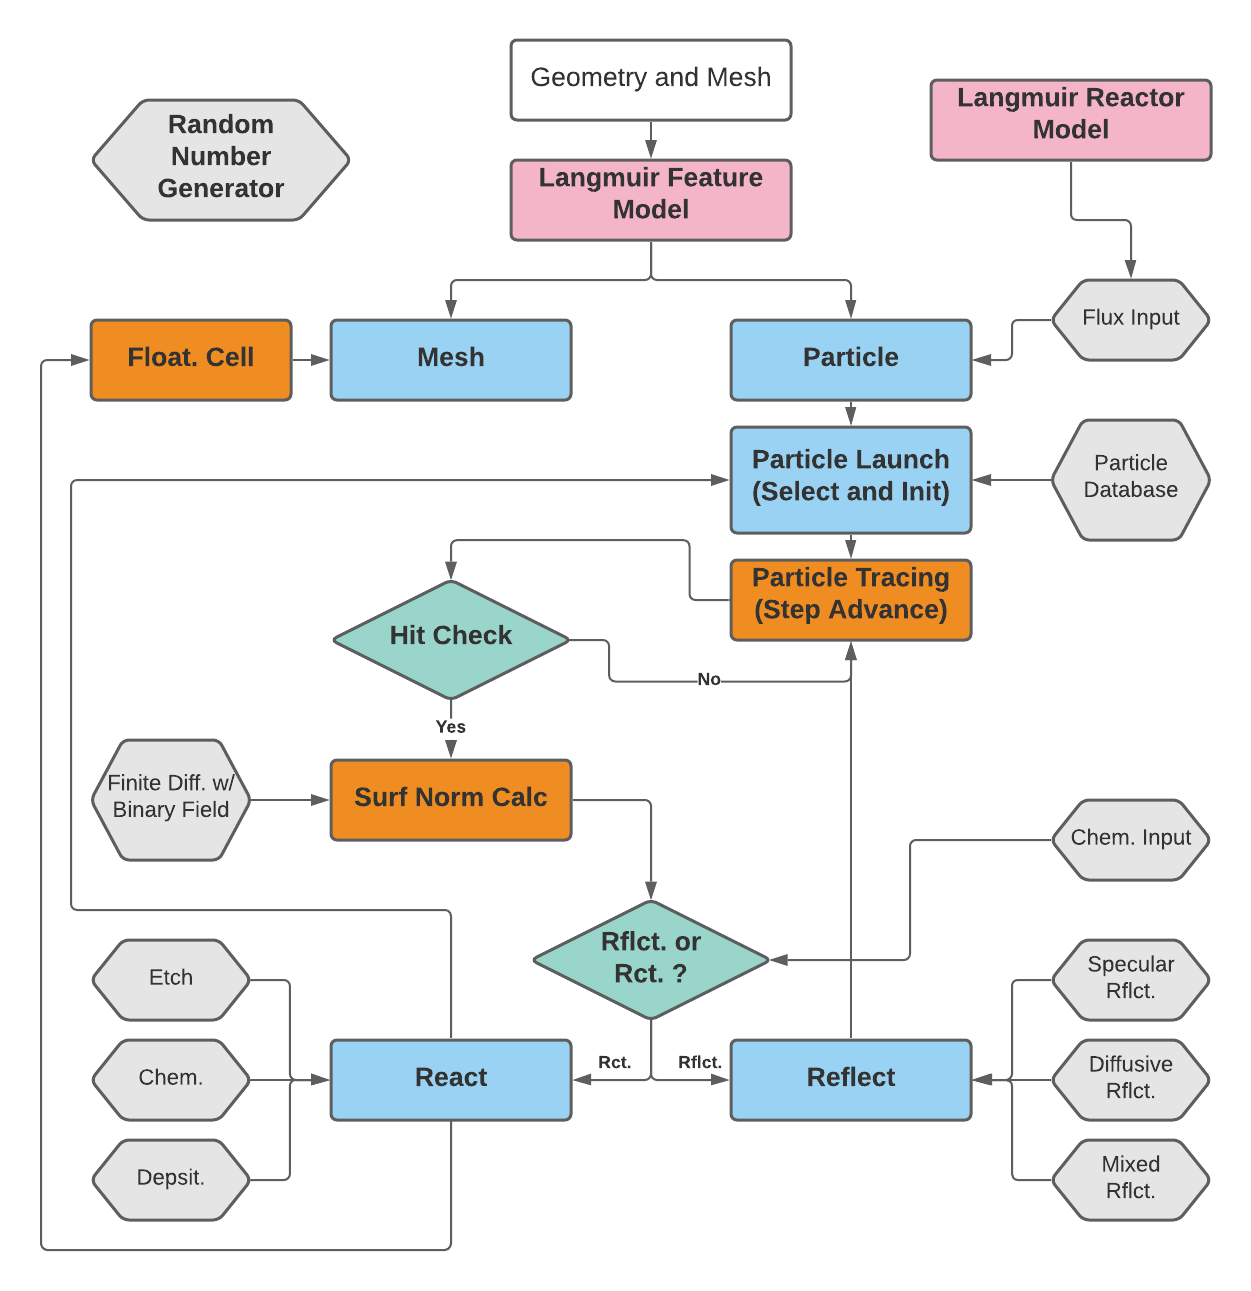 Geometry and Mesh
Langmuir Reactor
Model
Random
Number
Generator
Langmuir Feature
Model
Flux Input
Float. Cell
Mesh
Particle
Particle Launch
(Select and Init)
Particle
Database
Particle Tracing
(Step Advance)
Hit Check
No
Yes
Finite Diff. w/
Binary Field
Surf Norm Calc
Chem. Input
Rflct. or
Rct. ?
Etch
Specular
Rflct.
Rct.
Rflct.
Chem.
React
Reflect
Diffusive
Rflct.
Depsit.
Mixed
Rflct.